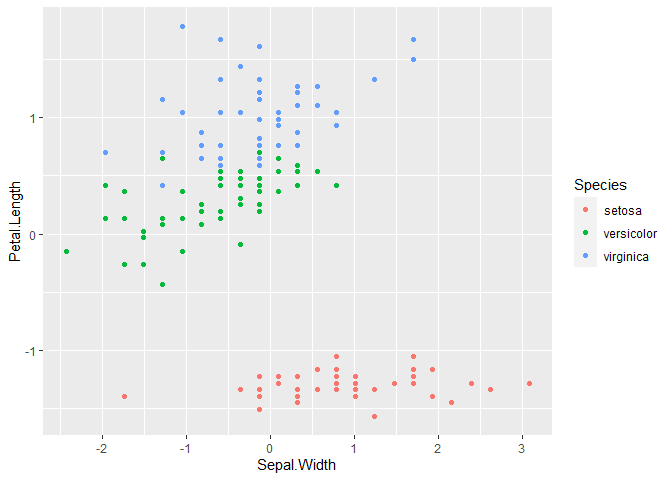 1
0
-1
Petal.Length
-2
-1
0
1
2
3
Sepal.Width
Species
setosa
versicolor
virginica